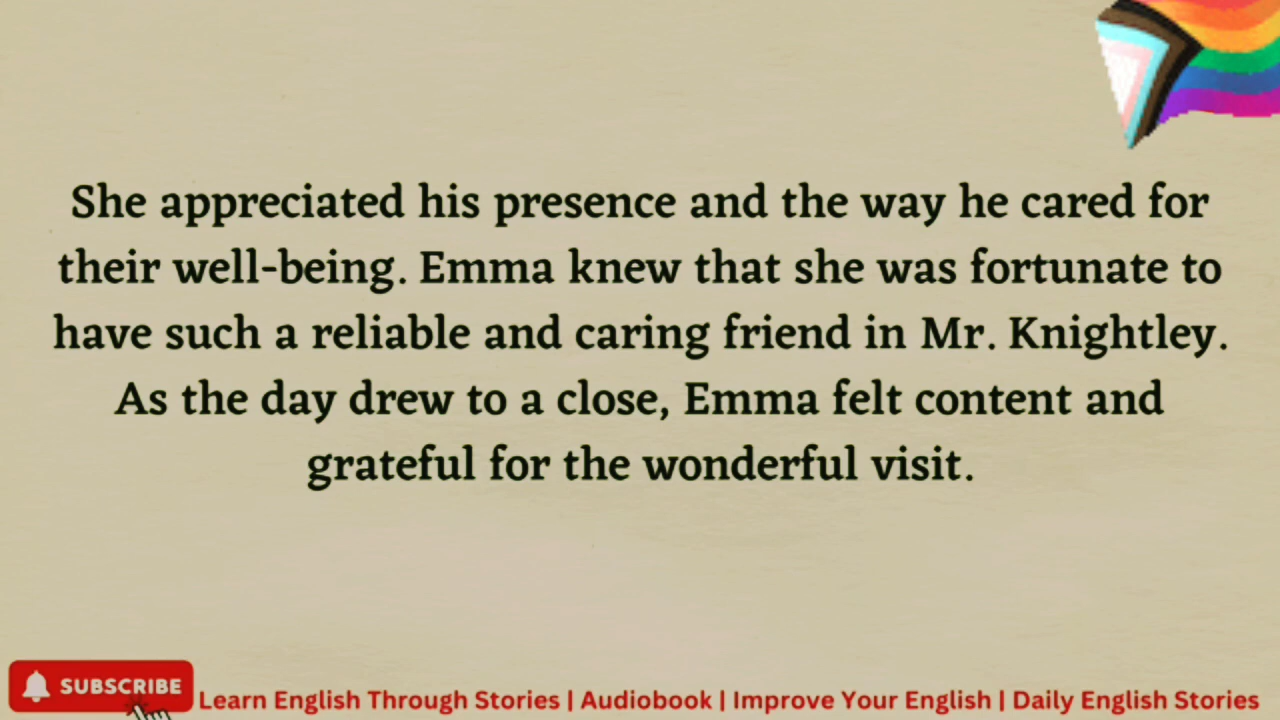 She appreciated his presence and the way he cared for
their well-being. Emma knew that she was fortunate to
have such a reliable and caring friend in Mr. Knightley.
As the day drew to a close, Emma felt content and
grateful for the wonderful visit.
SUBSCRIBE
Learn English Through Stories | Audiobook | Improve Your English | Daily English Stories